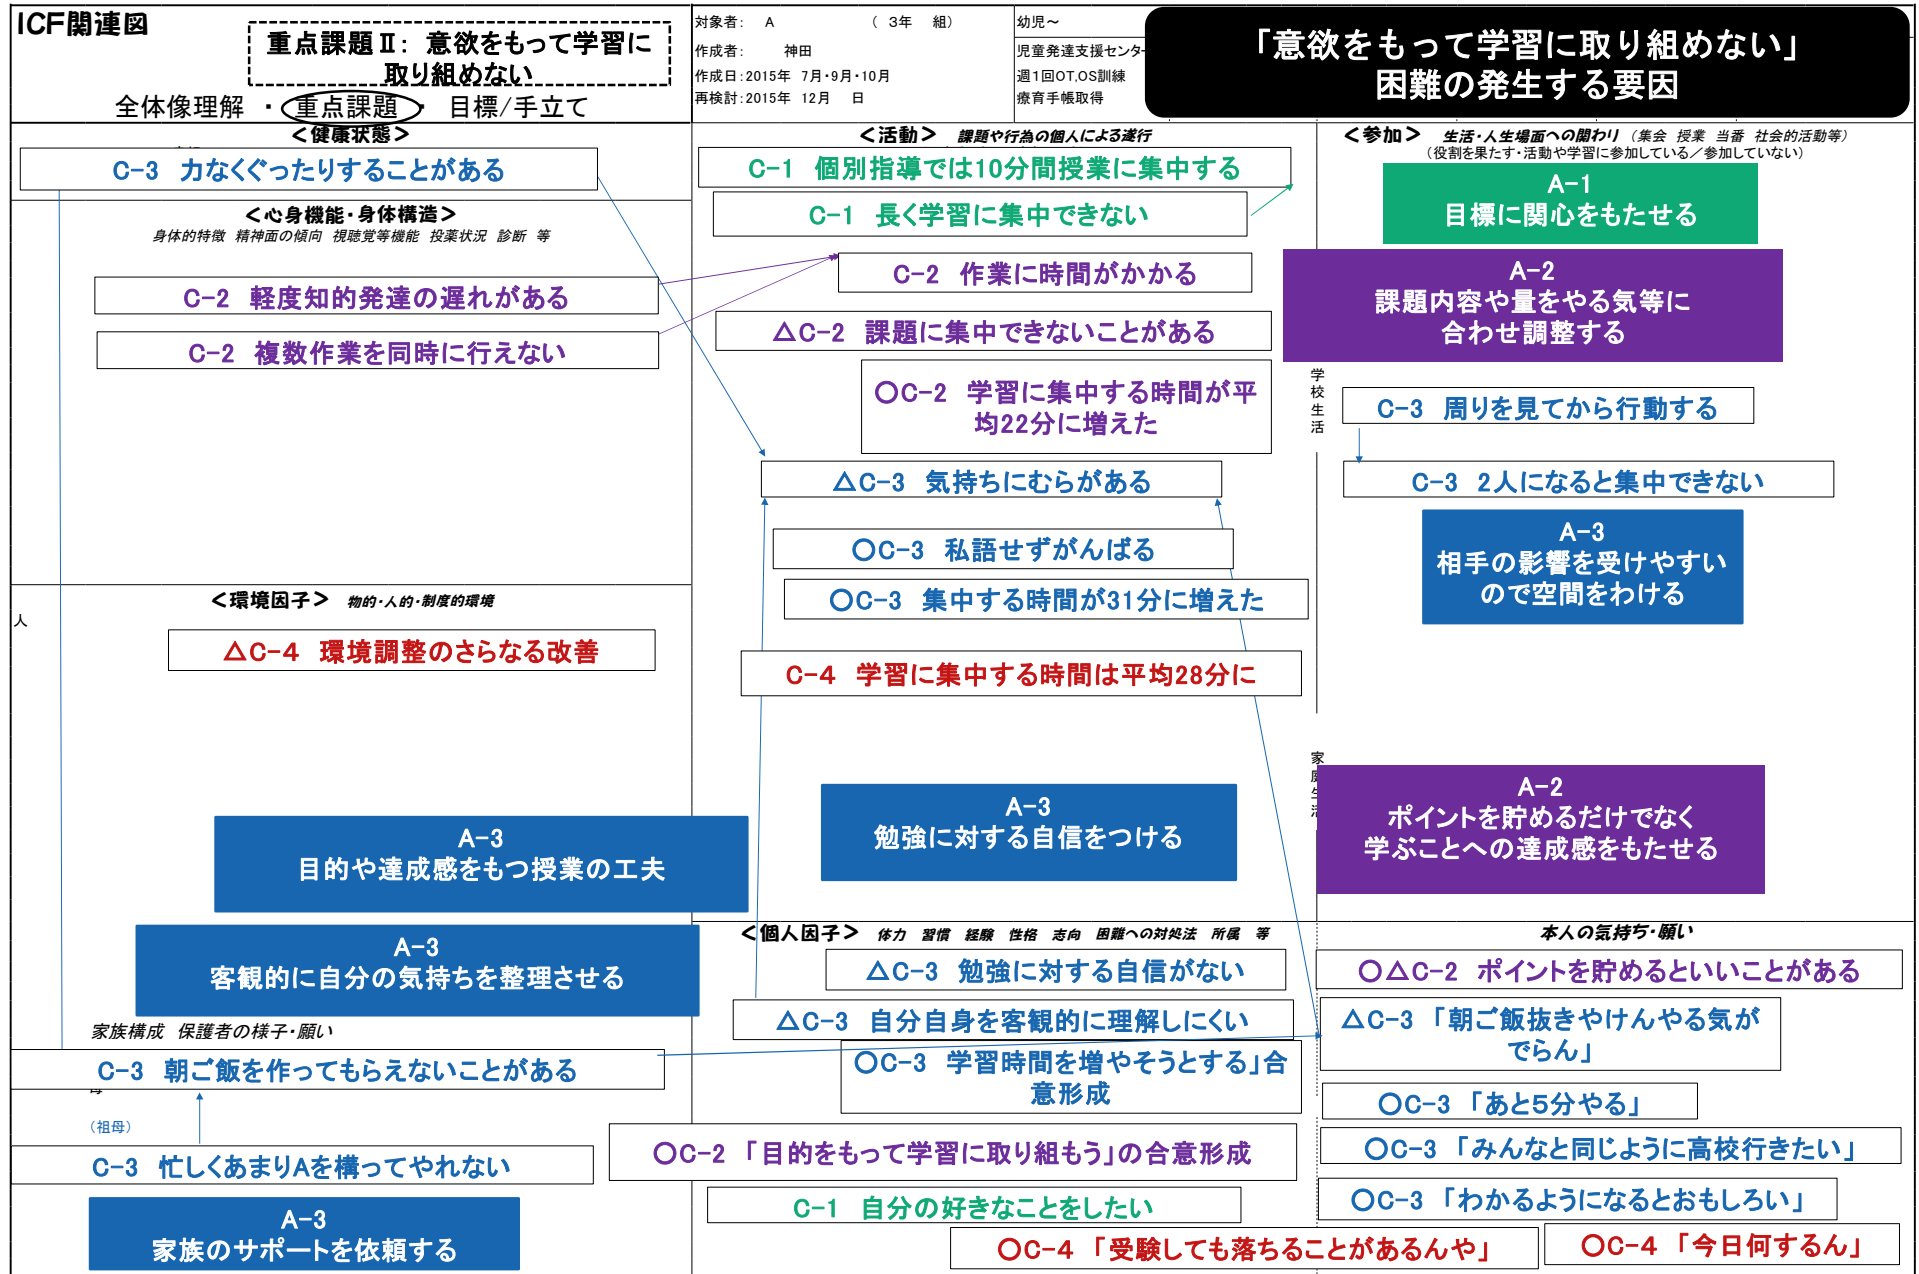 ICF関連図
重点課題Ⅱ： 意欲をもって学習に
取り組めない
全体像理解 ・ 重点課題 ・ 目標/手立て
対象者： A （ 3年 組）
作成者： 神田
作成日：2015年 7月・9月・10月
再検討：2015年 12月 日
幼児～
児童発達支援センター
週1回OT,OS訓練
療育手帳取得
「意欲をもって学習に取り組めない」
困難の発生する要因
＜健康状態＞
C-3 力なくぐったりすることがある
＜心身機能・身体構造＞
身体的特徴 精神面の傾向 視聴覚等機能 投薬状況 診断 等
C-2 軽度知的発達の遅れがある
C-2 複数作業を同時に行えない
＜活動＞ 課題や行為の個人による遂行
C-1 個別指導では10分間授業に集中する
C-1 長く学習に集中できない
C-2 作業に時間がかかる
△C-2 課題に集中できないことがある
○C-2 学習に集中する時間が平
均22分に増えた
△C-3 気持ちにむらがある
○C-3 私語せずがんばる
○C-3 集中する時間が31分に増えた
C-4 学習に集中する時間は平均28分に
A-3
勉強に対する自信をつける
＜参加＞ 生活・人生場面への関わり （集会 授業 当番 社会的活動等）
（役割を果たす・活動や学習に参加している／参加していない）
A-1
目標に関心をもたせる
A-2
課題内容や量をやる気等に
合わせ調整する
学校生活
C-3 周りを見てから行動する
C-3 2人になると集中できない
A-3
相手の影響を受けやすい
ので空間をわける
家庭生活
A-2
ポイントを貯めるだけでなく
学ぶことへの達成感をもたせる
＜環境因子＞ 物的・人的・制度的環境
人
△C-4 環境調整のさらなる改善
A-3
目的や達成感をもつ授業の工夫
A-3
客観的に自分の気持ちを整理させる
家族構成 保護者の様子・願い
C-3 朝ご飯を作ってもらえないことがある
母
（祖母）
C-3 忙しくあまりAを構ってやれない
A-3
家族のサポートを依頼する
＜個人因子＞ 体力 習慣 経験 性格 志向 困難への対処法 所属 等
△C-3 勉強に対する自信がない
△C-3 自分自身を客観的に理解しにくい
○C-3 学習時間を増やそうとする」合
意形成
○C-2 「目的をもって学習に取り組もう」の合意形成
C-1 自分の好きなことをしたい
○C-4 「受験しても落ちることがあるんや」
本人の気持ち・願い
○△C-2 ポイントを貯めるといいことがある
△C-3 「朝ご飯抜きやけんやる気が
でらん」
○C-3 「あと5分やる」
○C-3 「みんなと同じように高校行きたい」
○C-3 「わかるようになるとおもしろい」
○C-4 「今日何するん」